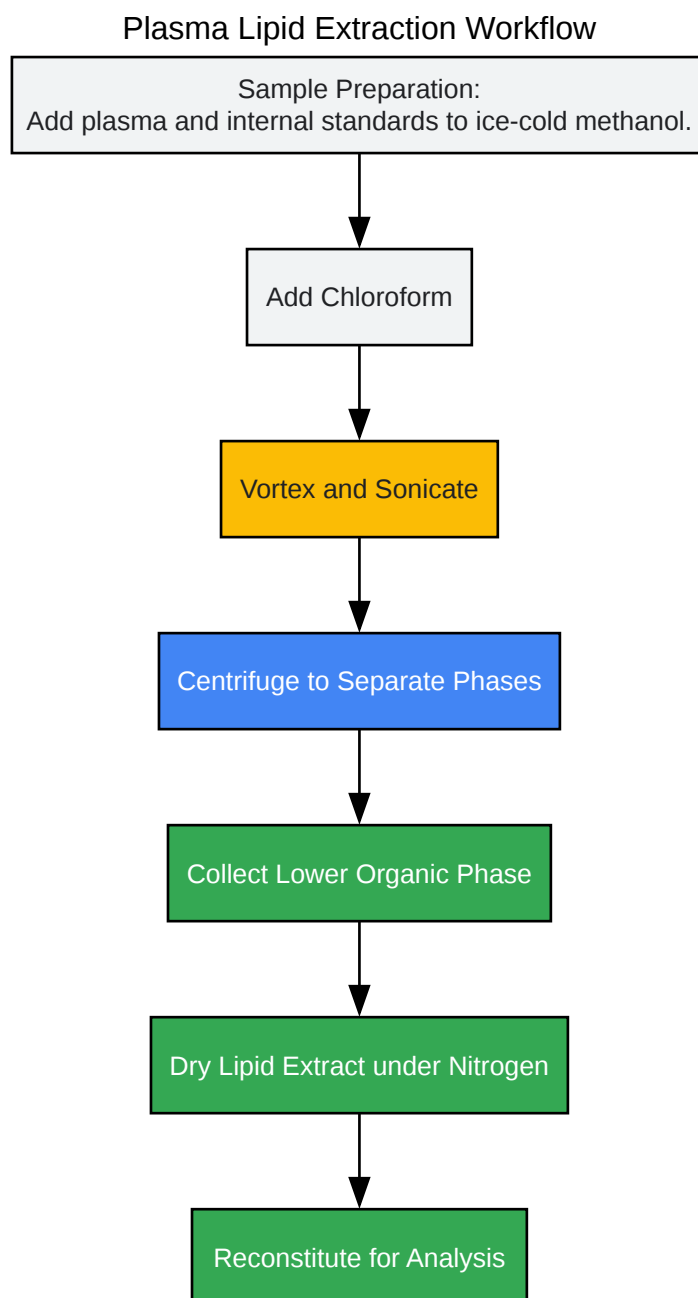 Plasma Lipid Extraction Workflow
Sample Preparation:
Add plasma and internal standards to ice-cold methanol.
Add Chloroform
Vortex and Sonicate
Centrifuge to Separate Phases
Collect Lower Organic Phase
Dry Lipid Extract under Nitrogen
Reconstitute for Analysis